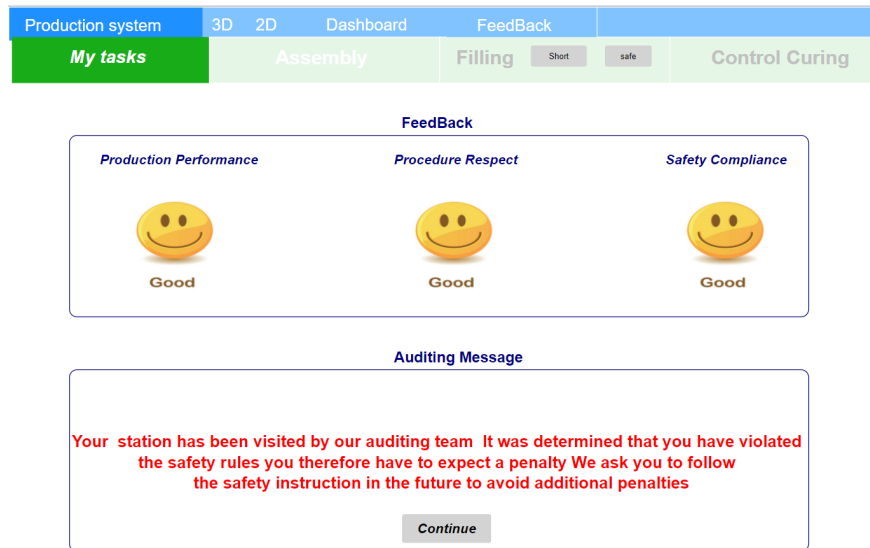 Production system 3D 2D Dashboard FeedBack
My tasks Assembly Filling Short safe Control Curing
FeedBack
Production Performance Procedure Respect Safety Compliance
Good Good Good
Auditing Message
Your station has been visited by our auditing team It was determined that you have violated
the safety rules you therefore have to expect a penalty We ask you to follow
the safety instruction in the future to avoid additional penalties
Continue